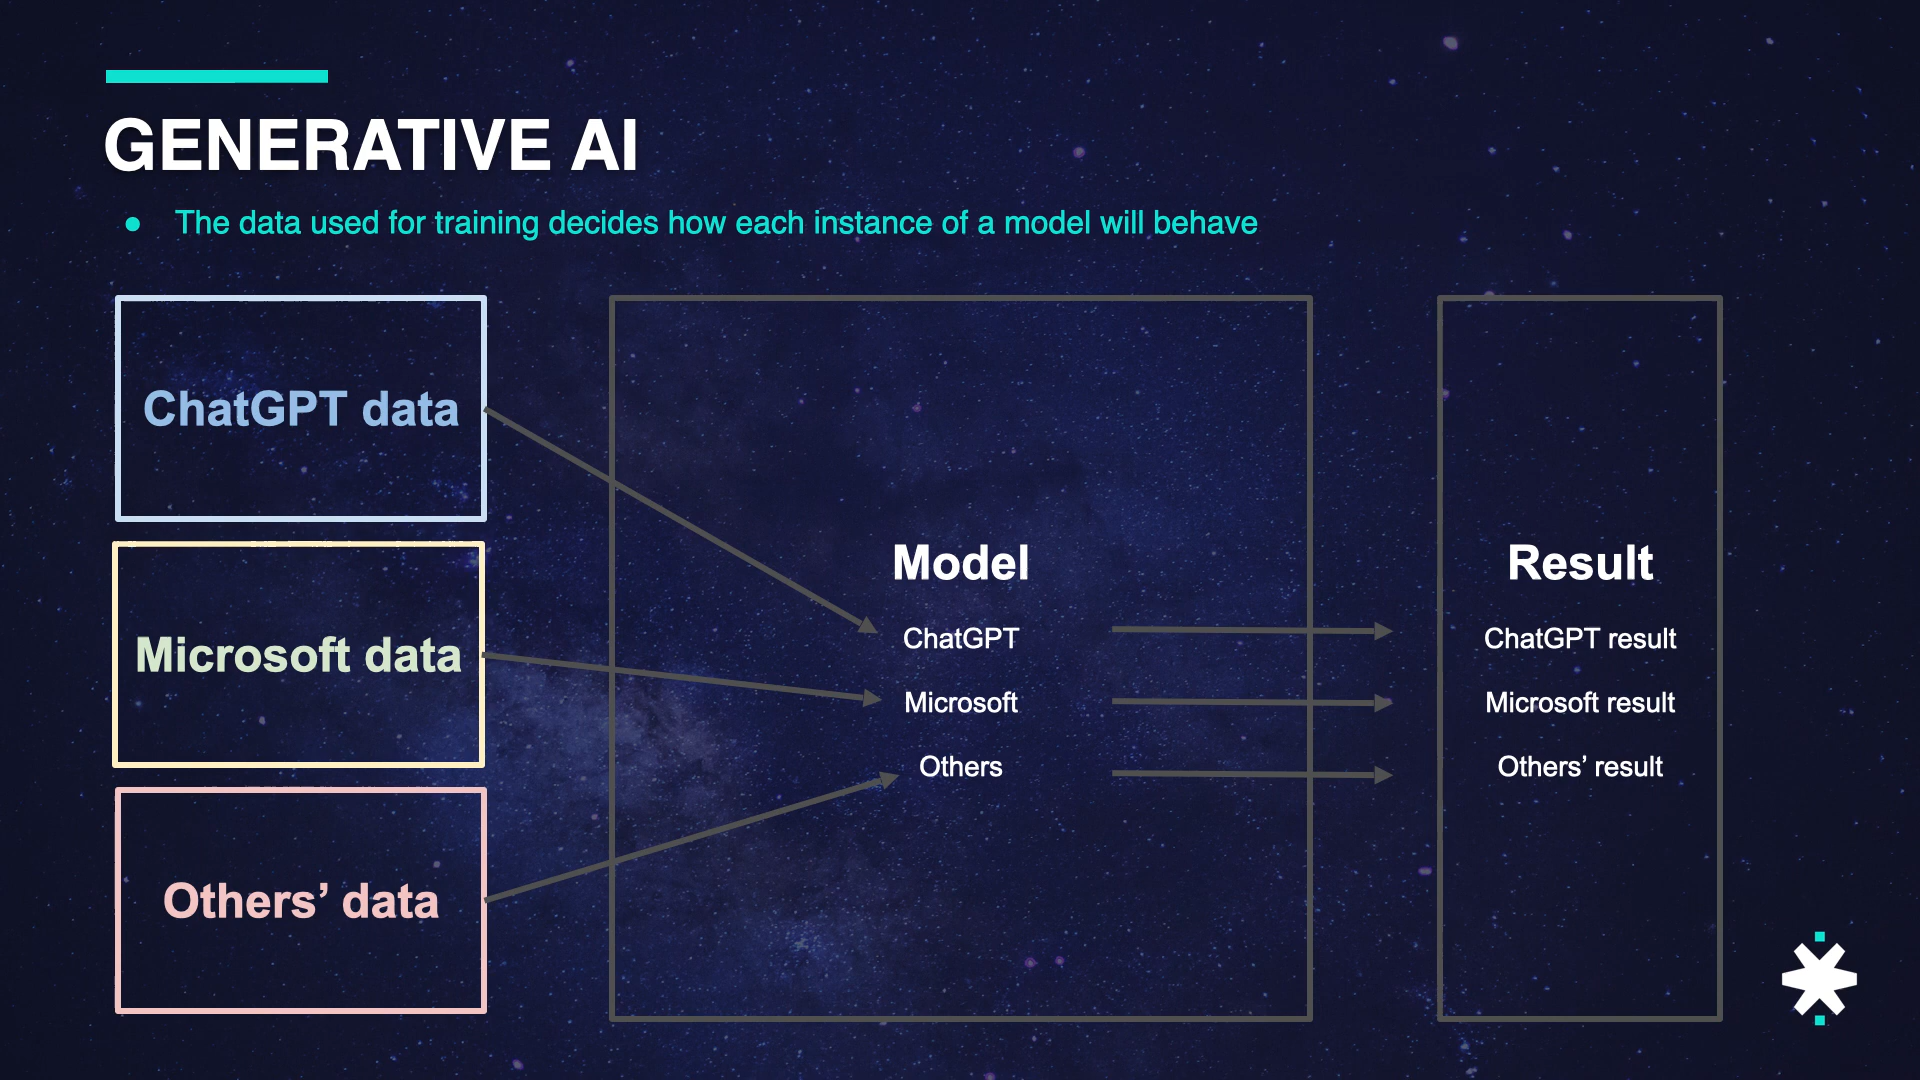 GENERATIVE AI
● The data used for training decides how each instance of a model will behave
ChatGPT data
Microsoft data
Others’ data
Model
ChatGPT
Microsoft
Others
Result
ChatGPT result
Microsoft result
Others’ result